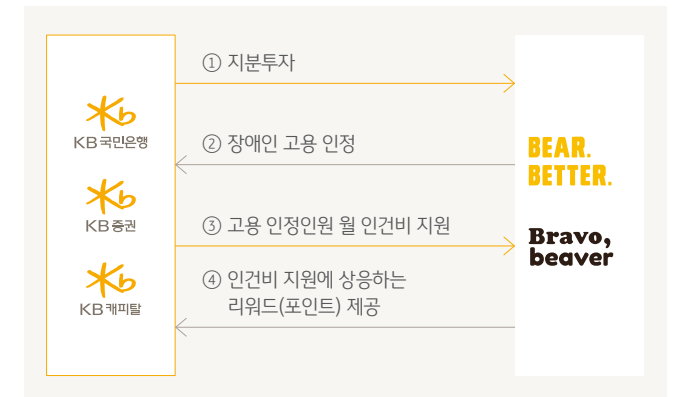 ① 지분투자
KB국민은행
② 장애인 고용 인정
BEAR.
BETTER.
KB증권
③ 고용 인정인원 월 인건비 지원
Bravo,
beaver
KB캐피탈
④ 인건비 지원에 상응하는
리워드(포인트) 제공